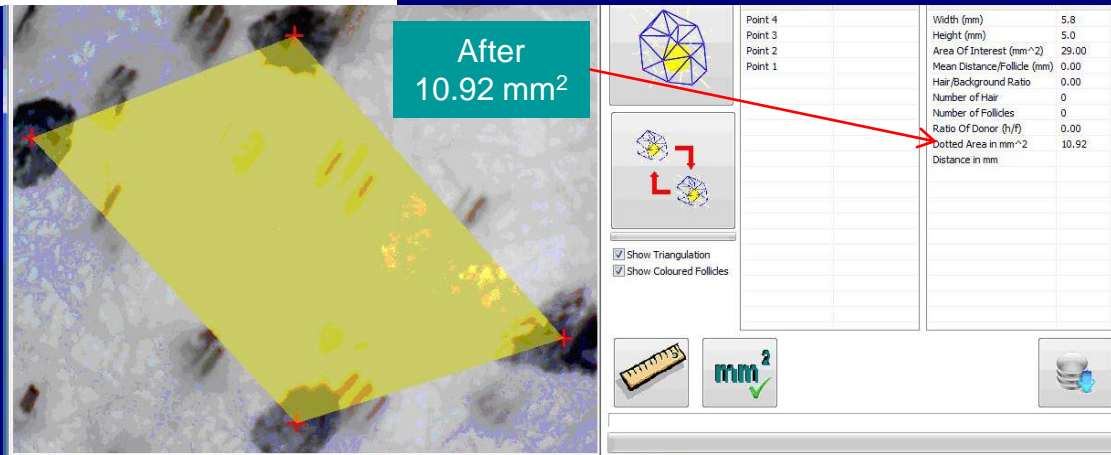 After
10.92 mm²
Point 4
Point 3
Point 2
Point 1
Width (mm) 5.8
Height (mm) 5.0
Area Of Interest (mm^2) 29.00
Mean Distance/Follicle (mm) 0.00
Hair/Background Ratio 0.00
Number of Hair 0
Number of Follicles 0
Ratio Of Donor (h/f) 0.00
Dotted Area in mm^2 10.92
Distance in mm
Show Triangulation
Show Coloured Follicles
mm²